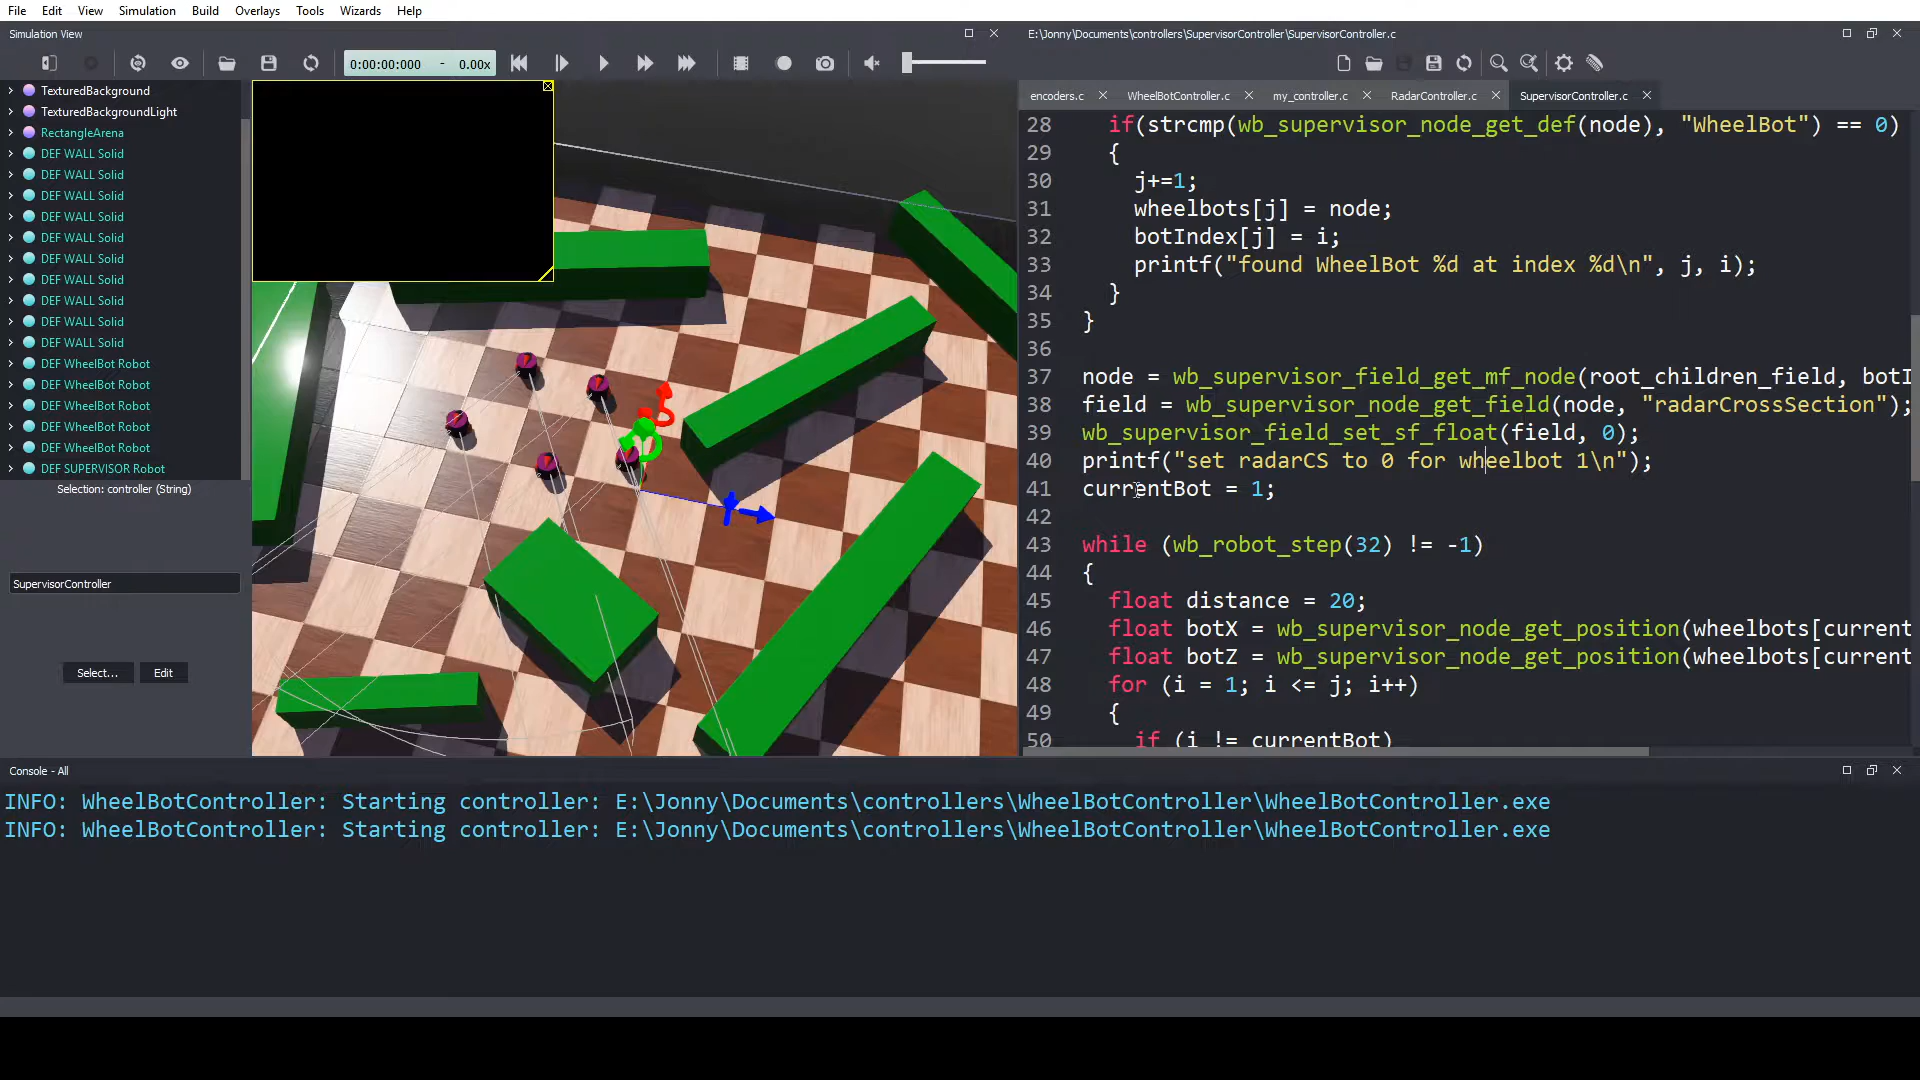 File Edit View Simulation Build Overlays Tools Wizards Help
Simulation View
0:00:00:000 - 0.00x
TexturedBackground
TexturedBackgroundLight
RectangleArena
DEF WALL Solid
DEF WALL Solid
DEF WALL Solid
DEF WALL Solid
DEF WALL Solid
DEF WALL Solid
DEF WALL Solid
DEF WALL Solid
DEF WALL Solid
DEF WALL Solid
DEF WheelBot Robot
DEF WheelBot Robot
DEF WheelBot Robot
DEF WheelBot Robot
DEF WheelBot Robot
DEF SUPERVISOR Robot
Selection: controller (String)
SupervisorController
Select... Edit
E:\Jonny\Documents\controllers\SupervisorController\SupervisorController.c
encoders.c WheelBotController.c my_controller.c RadarController.c SupervisorController.c
28 if(strcmp(wb_supervisor_node_get_def(node), "WheelBot") == 0)
29 {
30 j+=1;
31 wheelbots[j] = node;
32 botIndex[j] = i;
33 printf("found WheelBot %d at index %d\n", j, i);
34 }
35 }
36
37 node = wb_supervisor_field_get_mf_node(root_children_field, botI
38 field = wb_supervisor_node_get_field(node, "radarCrossSection");
39 wb_supervisor_field_set_sf_float(field, 0);
40 printf("set radarCS to 0 for wheelbot 1\n");
41 currentBot = 1;
42
43 while (wb_robot_step(32) != -1)
44 {
45 float distance = 20;
46 float botX = wb_supervisor_node_get_position(wheelbots[current
47 float botZ = wb_supervisor_node_get_position(wheelbots[current
48 for (i = 1; i <= j; i++)
49 {
50 if (i != currentBot)
Console - All
INFO: WheelBotController: Starting controller: E:\Jonny\Documents\controllers\WheelBotController\WheelBotController.exe
INFO: WheelBotController: Starting controller: E:\Jonny\Documents\controllers\WheelBotController\WheelBotController.exe